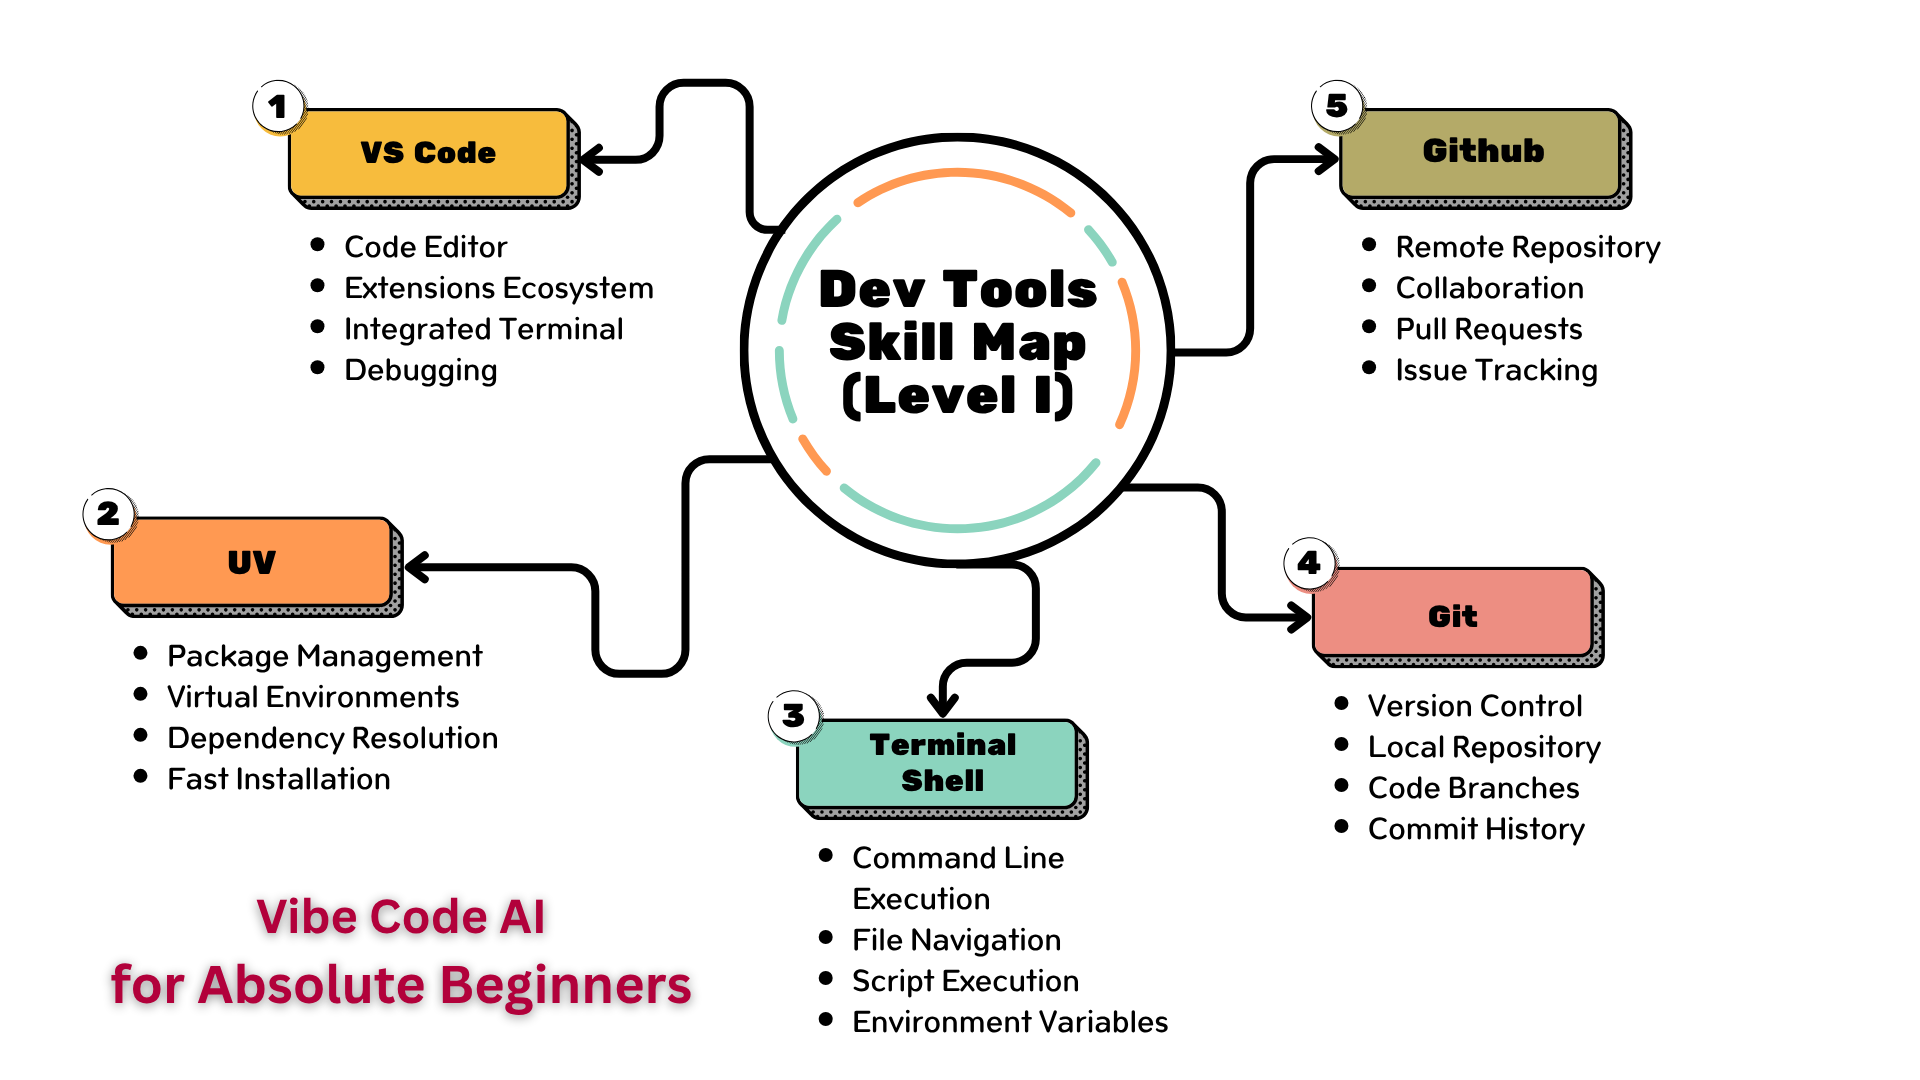 Dev Tools
Skill Map
(Level I)
1
VS Code
Code Editor
Extensions Ecosystem
Integrated Terminal
Debugging
2
UV
Package Management
Virtual Environments
Dependency Resolution
Fast Installation
3
Terminal
Shell
Command Line
Execution
File Navigation
Script Execution
Environment Variables
4
Git
Version Control
Local Repository
Code Branches
Commit History
5
Github
Remote Repository
Collaboration
Pull Requests
Issue Tracking
Vibe Code AI
for Absolute Beginners